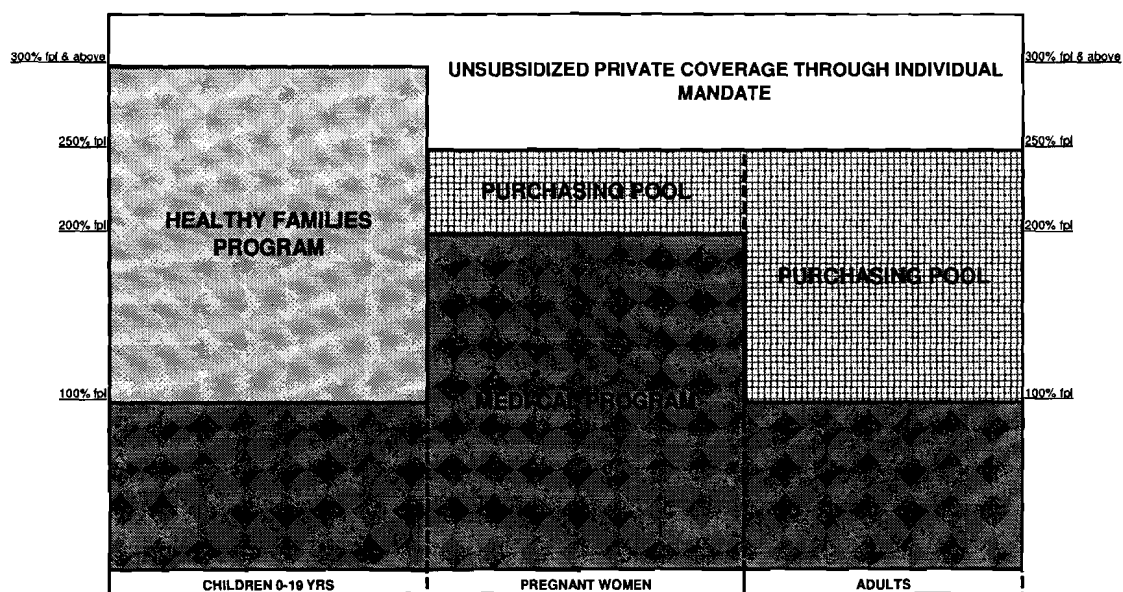 300% fpl & above
300% fpl & above
UNSUBSIDIZED PRIVATE COVERAGE THROUGH INDIVIDUAL
MANDATE
250% fpl
250% fpl
PURCHASING POOL
HEALTHY FAMILIES
PROGRAM
200% fpl
200% fpl
PURCHASING POOL
100% fpl
100% fpl
MEDI-CAL PROGRAM
CHILDREN 0-19 YRS
PREGNANT WOMEN
ADULTS